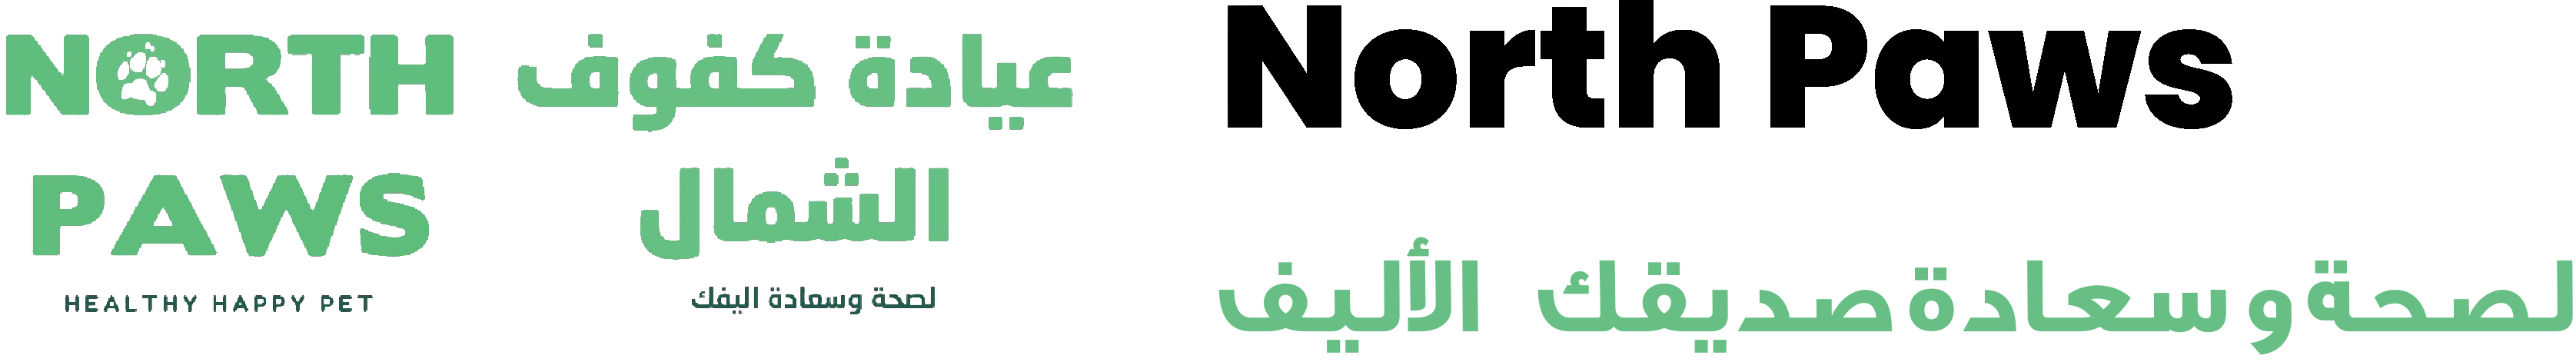 NORTH
PAWS
HEALTHY HAPPY PET
عيادة كفوف
الشمال
لصحة وسعادة اليفك
North Paws
لصحة وسعادة صديقك الأليف